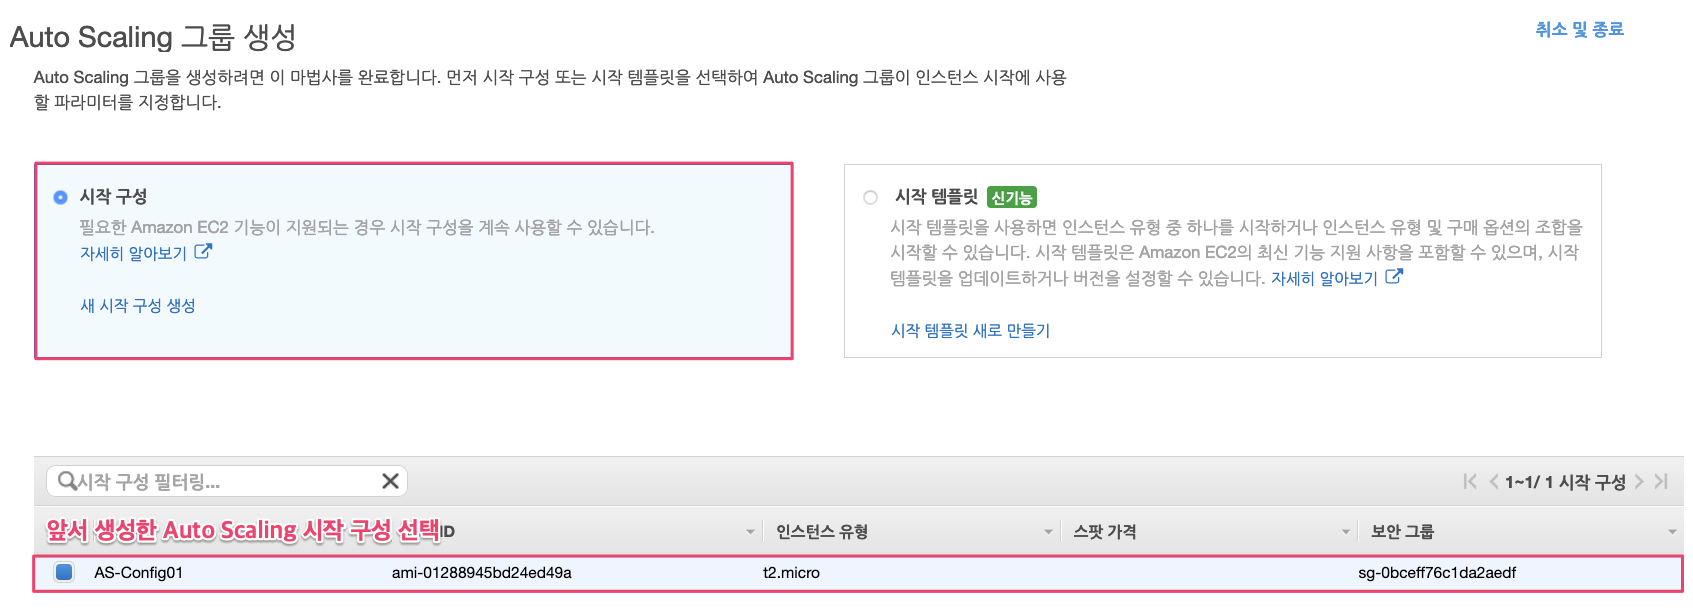 Auto Scaling 그룹 생성
취소 및 종료
Auto Scaling 그룹을 생성하려면 이 마법사를 완료합니다. 먼저 시작 구성 또는 시작 템플릿을 선택하여 Auto Scaling 그룹이 인스턴스 시작에 사용
할 파라미터를 지정합니다.
시작 구성
필요한 Amazon EC2 기능이 지원되는 경우 시작 구성을 계속 사용할 수 있습니다.
자세히 알아보기
새 시작 구성 생성
시작 템플릿 신기능
시작 템플릿을 사용하면 인스턴스 유형 중 하나를 시작하거나 인스턴스 유형 및 구매 옵션의 조합을
시작할 수 있습니다. 시작 템플릿은 Amazon EC2의 최신 기능 지원 사항을 포함할 수 있으며, 시작
템플릿을 업데이트하거나 버전을 설정할 수 있습니다. 자세히 알아보기
시작 템플릿 새로 만들기
시작 구성 필터링...
1~1/ 1 시작 구성
앞서 생성한 Auto Scaling 시작 구성 선택 ID 인스턴스 유형 스팟 가격 보안 그룹
AS-Config01 ami-01288945bd24ed49a t2.micro sg-0bceff76c1da2aedf